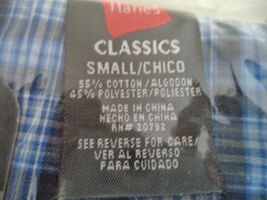 Hanes
CLASSICS
SMALL/CHICO
55% COTTON/ALGODON
45% POLYESTER/POLIESTER
MADE IN CHINA
HECHO EN CHINA
RN# 20792
SEE REVERSE FOR CARE/
VER AL REVERSO
PARA CUIDADO